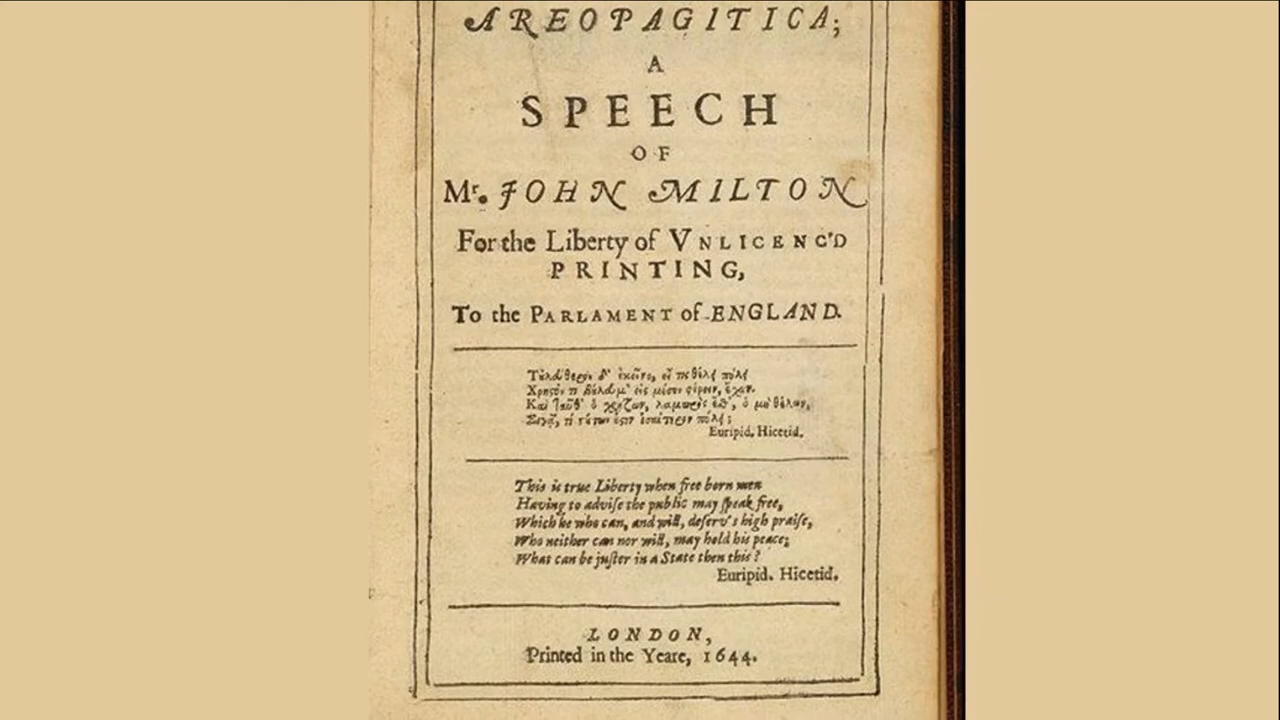 AREOPAGITICA;
A
SPEECH
OF
Mr. JOHN MILTON
For the Liberty of VNLICENC'D
PRINTING,
To the PARLAMENT of ENGLAND.
Euripid. Hicetid.
This is true Liberty when free born men
Having to advise the public may speak free,
Which he who can, and will, deserv's high praise,
Who neither can nor will, may hold his peace;
What can be juster in a State then this?
Euripid. Hicetid.
LONDON,
Printed in the Yeare, 1644.